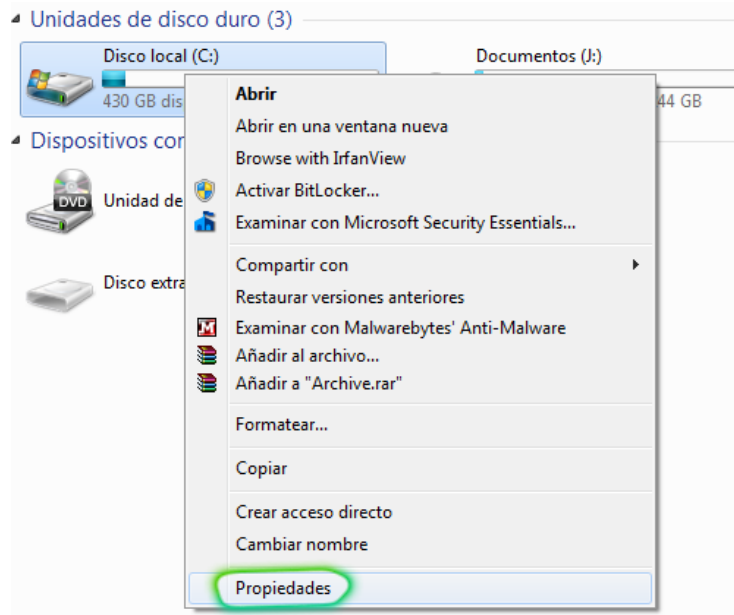 Unidades de disco duro (3)
Disco local (C:)
Documentos (J:)
430 GB dis
44 GB
Dispositivos con
DVD
Unidad de
Disco extra
Abrir
Abrir en una ventana nueva
Browse with IrfanView
Activar BitLocker...
Examinar con Microsoft Security Essentials...
Compartir con
Restaurar versiones anteriores
Examinar con Malwarebytes' Anti-Malware
Añadir al archivo...
Añadir a "Archive.rar"
Formatear...
Copiar
Crear acceso directo
Cambiar nombre
Propiedades